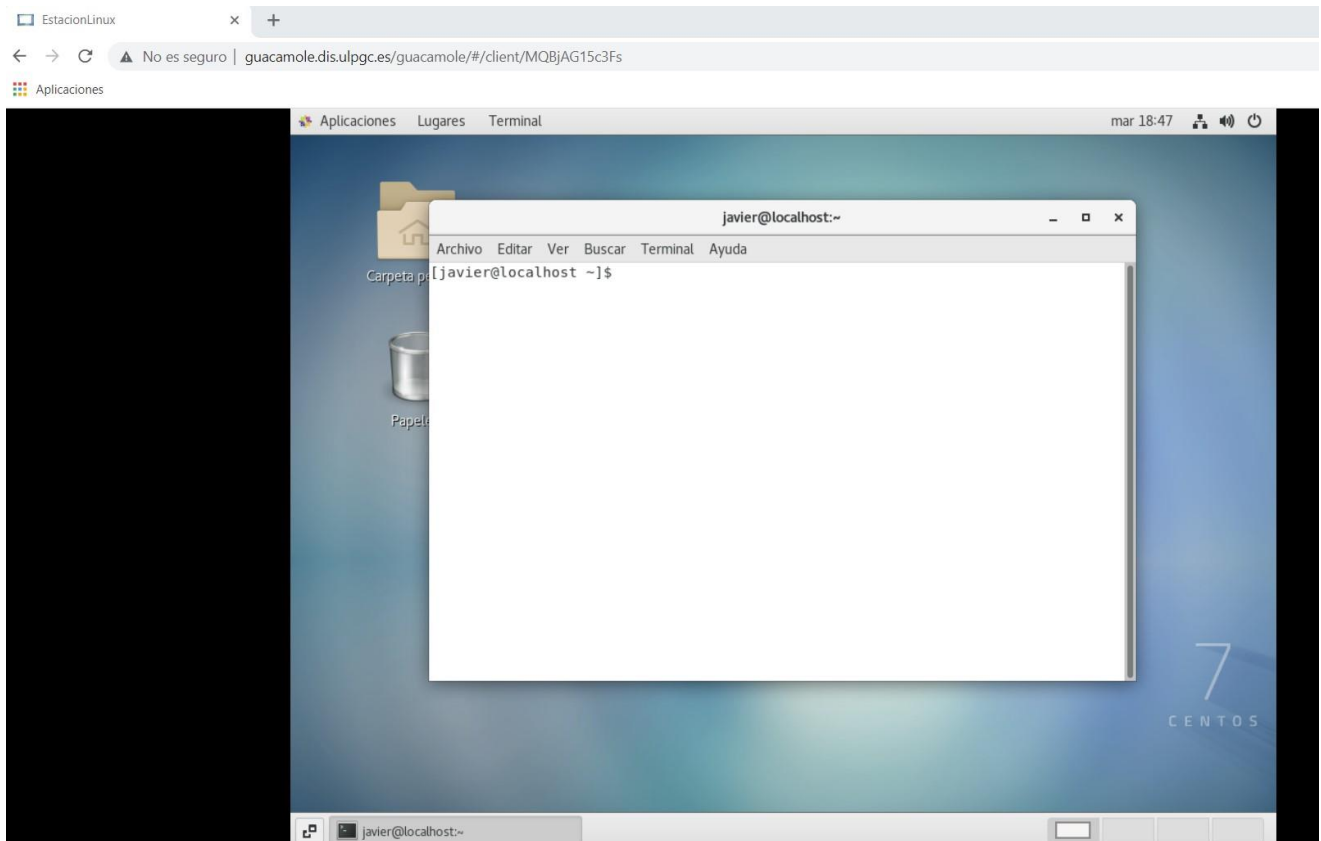 EstacionLinux
No es seguro | guacamole.dis.ulpgc.es/guacamole/#/client/MQBjAG15c3Fs
Aplicaciones
Aplicaciones Lugares Terminal mar 18:47
javier@localhost:~
Archivo Editar Ver Buscar Terminal Ayuda
Carpeta
[javier@localhost ~]$
7
CENTOS
javier@localhost:~